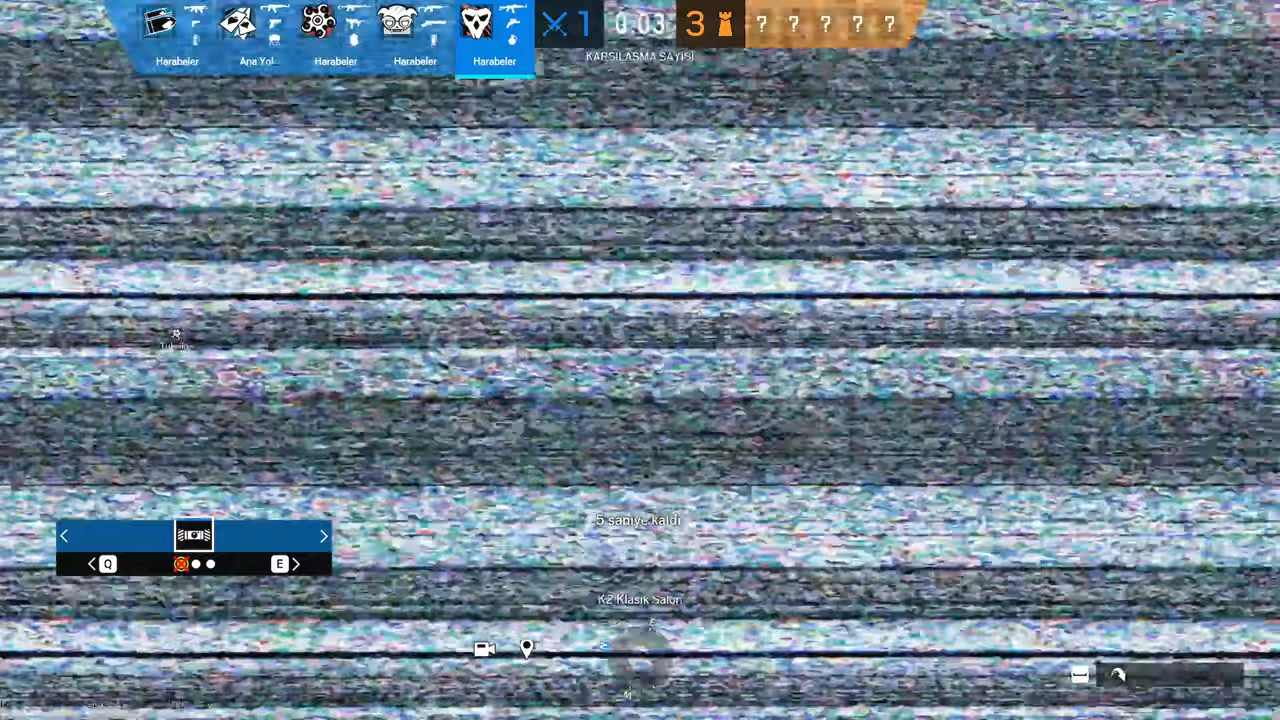 1 0:03 3 ? ? ? ? ?
KARŞILAŞMA SAYISI
Harabeler Ana Yol Harabeler Harabeler Harabeler
5 saniye kaldı
Q E
K2 Klasik Salon